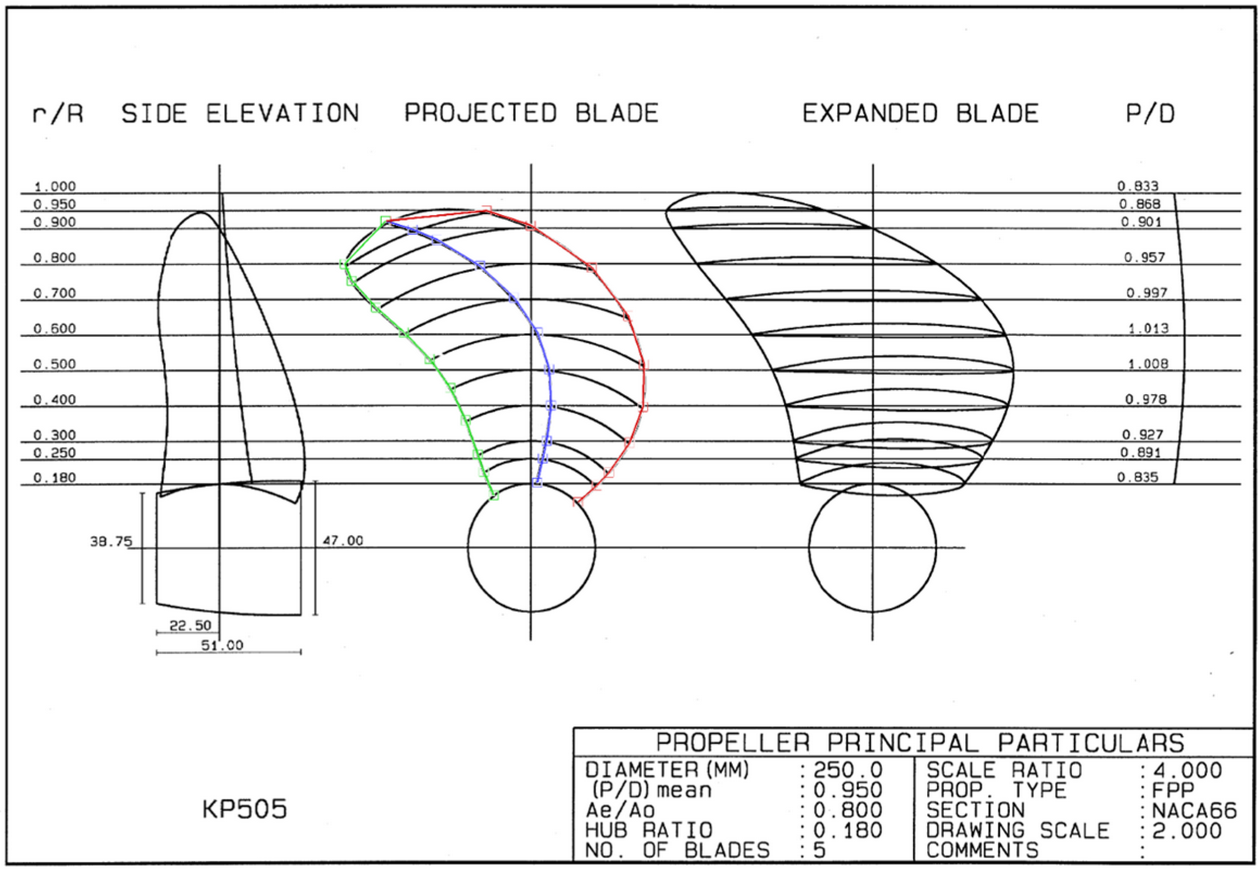 r/R SIDE ELEVATION PROJECTED BLADE EXPANDED BLADE P/D
1.000 0.833
0.950 0.868
0.900 0.901
0.800 0.957
0.700 0.997
0.600 1.013
0.500 1.008
0.400 0.978
0.300 0.927
0.250 0.891
0.180 0.835
38.75 47.00
22.50
51.00
PROPELLER PRINCIPAL PARTICULARS
DIAMETER(MM) :250.0 SCALE RATIO :4.000
(P/D)mean :0.950 PROP. TYPE :FPP
Ae/Ao :0.800 SECTION :NACA66
HUB RATIO :0.180 DRAWING SCALE :2.000
NO. OF BLADES :5 COMMENTS :
KP505